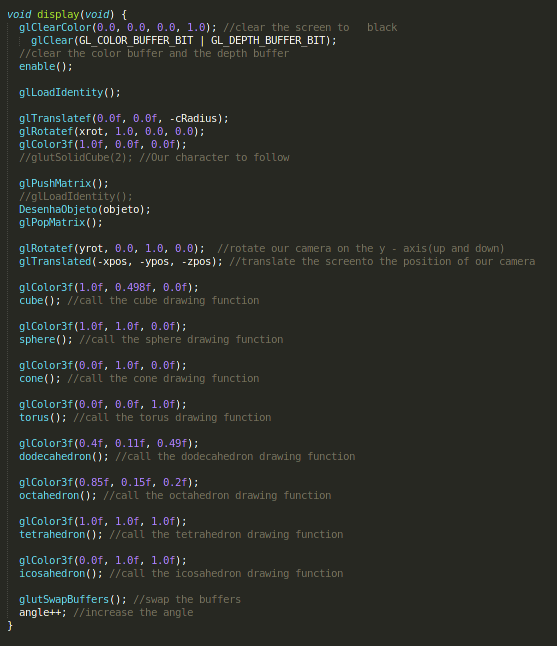 void display(void) {
  glClearColor(0.0, 0.0, 0.0, 1.0); //clear the screen to   black
    glClear(GL_COLOR_BUFFER_BIT | GL_DEPTH_BUFFER_BIT);
  //clear the color buffer and the depth buffer
  enable();

  glLoadIdentity();

  glTranslatef(0.0f, 0.0f, -cRadius);
  glRotatef(xrot, 1.0, 0.0, 0.0);
  glColor3f(1.0f, 0.0f, 0.0f);
  //glutSolidCube(2); //Our character to follow

  glPushMatrix();
  //glLoadIdentity();
  DesenhaObjeto(objeto);
  glPopMatrix();

  glRotatef(yrot, 0.0, 1.0, 0.0);  //rotate our camera on the y - axis(up and down)
  glTranslated(-xpos, -ypos, -zpos); //translate the screento the position of our camera

  glColor3f(1.0f, 0.498f, 0.0f);
  cube(); //call the cube drawing function

  glColor3f(1.0f, 1.0f, 0.0f);
  sphere(); //call the sphere drawing function

  glColor3f(0.0f, 1.0f, 0.0f);
  cone(); //call the cone drawing function

  glColor3f(0.0f, 0.0f, 1.0f);
  torus(); //call the torus drawing function

  glColor3f(0.4f, 0.11f, 0.49f);
  dodecahedron(); //call the dodecahedron drawing function

  glColor3f(0.85f, 0.15f, 0.2f);
  octahedron(); //call the octahedron drawing function

  glColor3f(1.0f, 1.0f, 1.0f);
  tetrahedron(); //call the tetrahedron drawing function

  glColor3f(0.0f, 1.0f, 1.0f);
  icosahedron(); //call the icosahedron drawing function

  glutSwapBuffers(); //swap the buffers
  angle++; //increase the angle
}